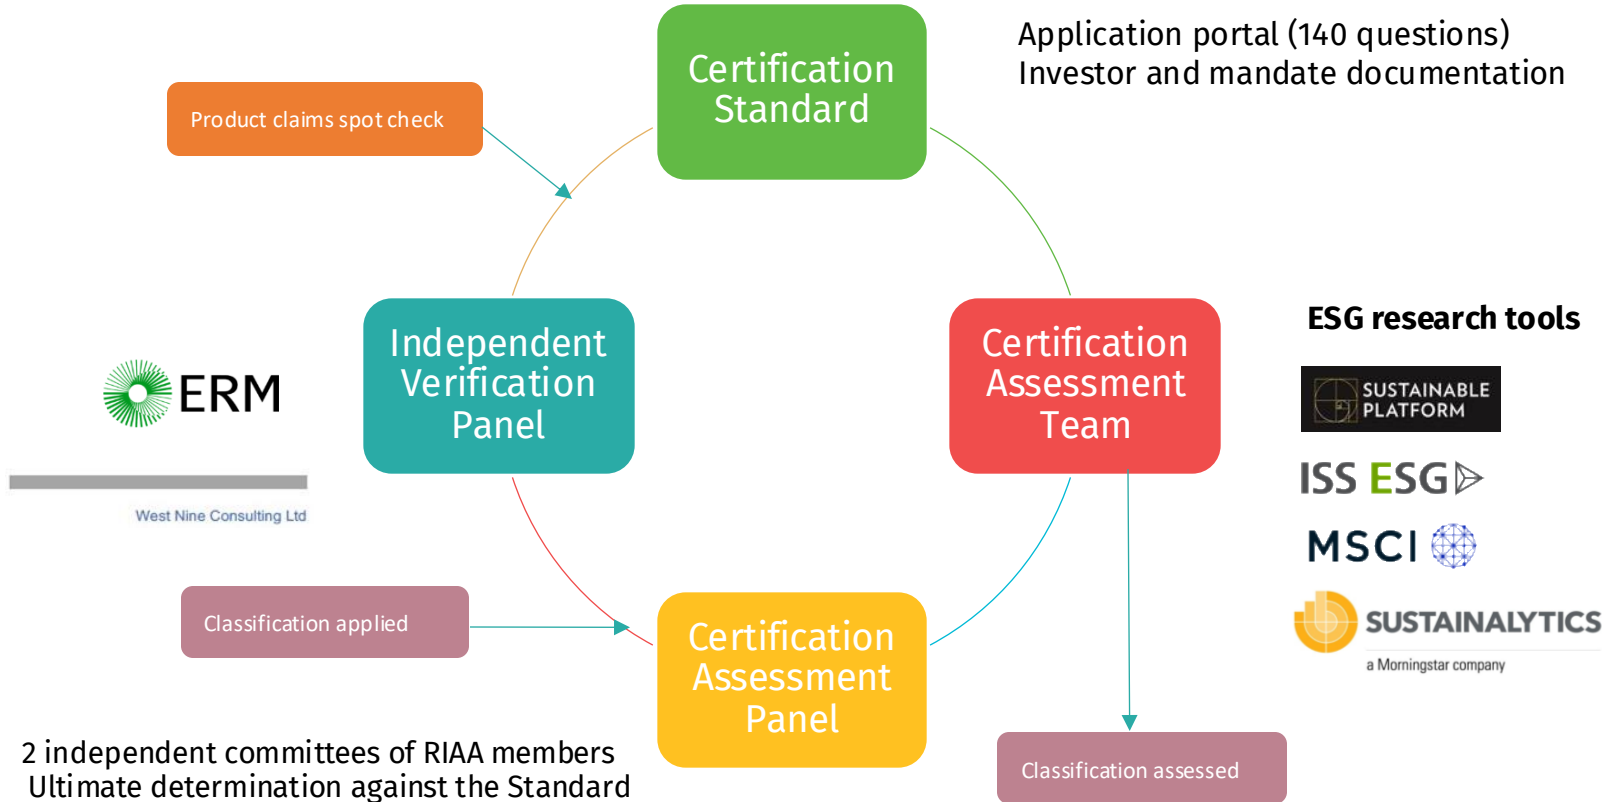 Application portal (140 questions)
Investor and mandate documentation
Certification
Standard
Product claims spot check
Independent
Verification
Panel
Certification
Assessment
Team
ESG research tools
ERM
SUSTAINABLE
PLATFORM
ISS ESG
West Nine Consulting Ltd
MSCI
SUSTAINALYTICS
a Morningstar company
Classification applied
Certification
Assessment
Panel
2 independent committees of RIAA members
Ultimate determination against the Standard
Classification assessed